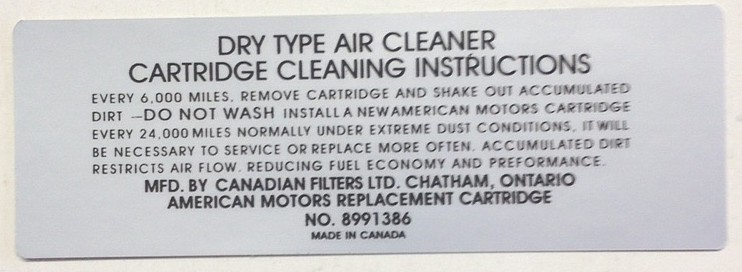 DRY TYPE AIR CLEANER
CARTRIDGE CLEANING INSTRUCTIONS
EVERY 6,000 MILES, REMOVE CARTRIDGE AND SHAKE OUT ACCUMULATED
DIRT —DO NOT WASH INSTALL A NEW AMERICAN MOTORS CARTRIDGE
EVERY 24,000 MILES NORMALLY UNDER EXTREME DUST CONDITIONS, IT WILL
BE NECESSARY TO SERVICE OR REPLACE MORE OFTEN. ACCUMULATED DIRT
RESTRICTS AIR FLOW, REDUCING FUEL ECONOMY AND PREFORMANCE.
MFD. BY CANADIAN FILTERS LTD. CHATHAM, ONTARIO
AMERICAN MOTORS REPLACEMENT CARTRIDGE
NO. 8991386
MADE IN CANADA